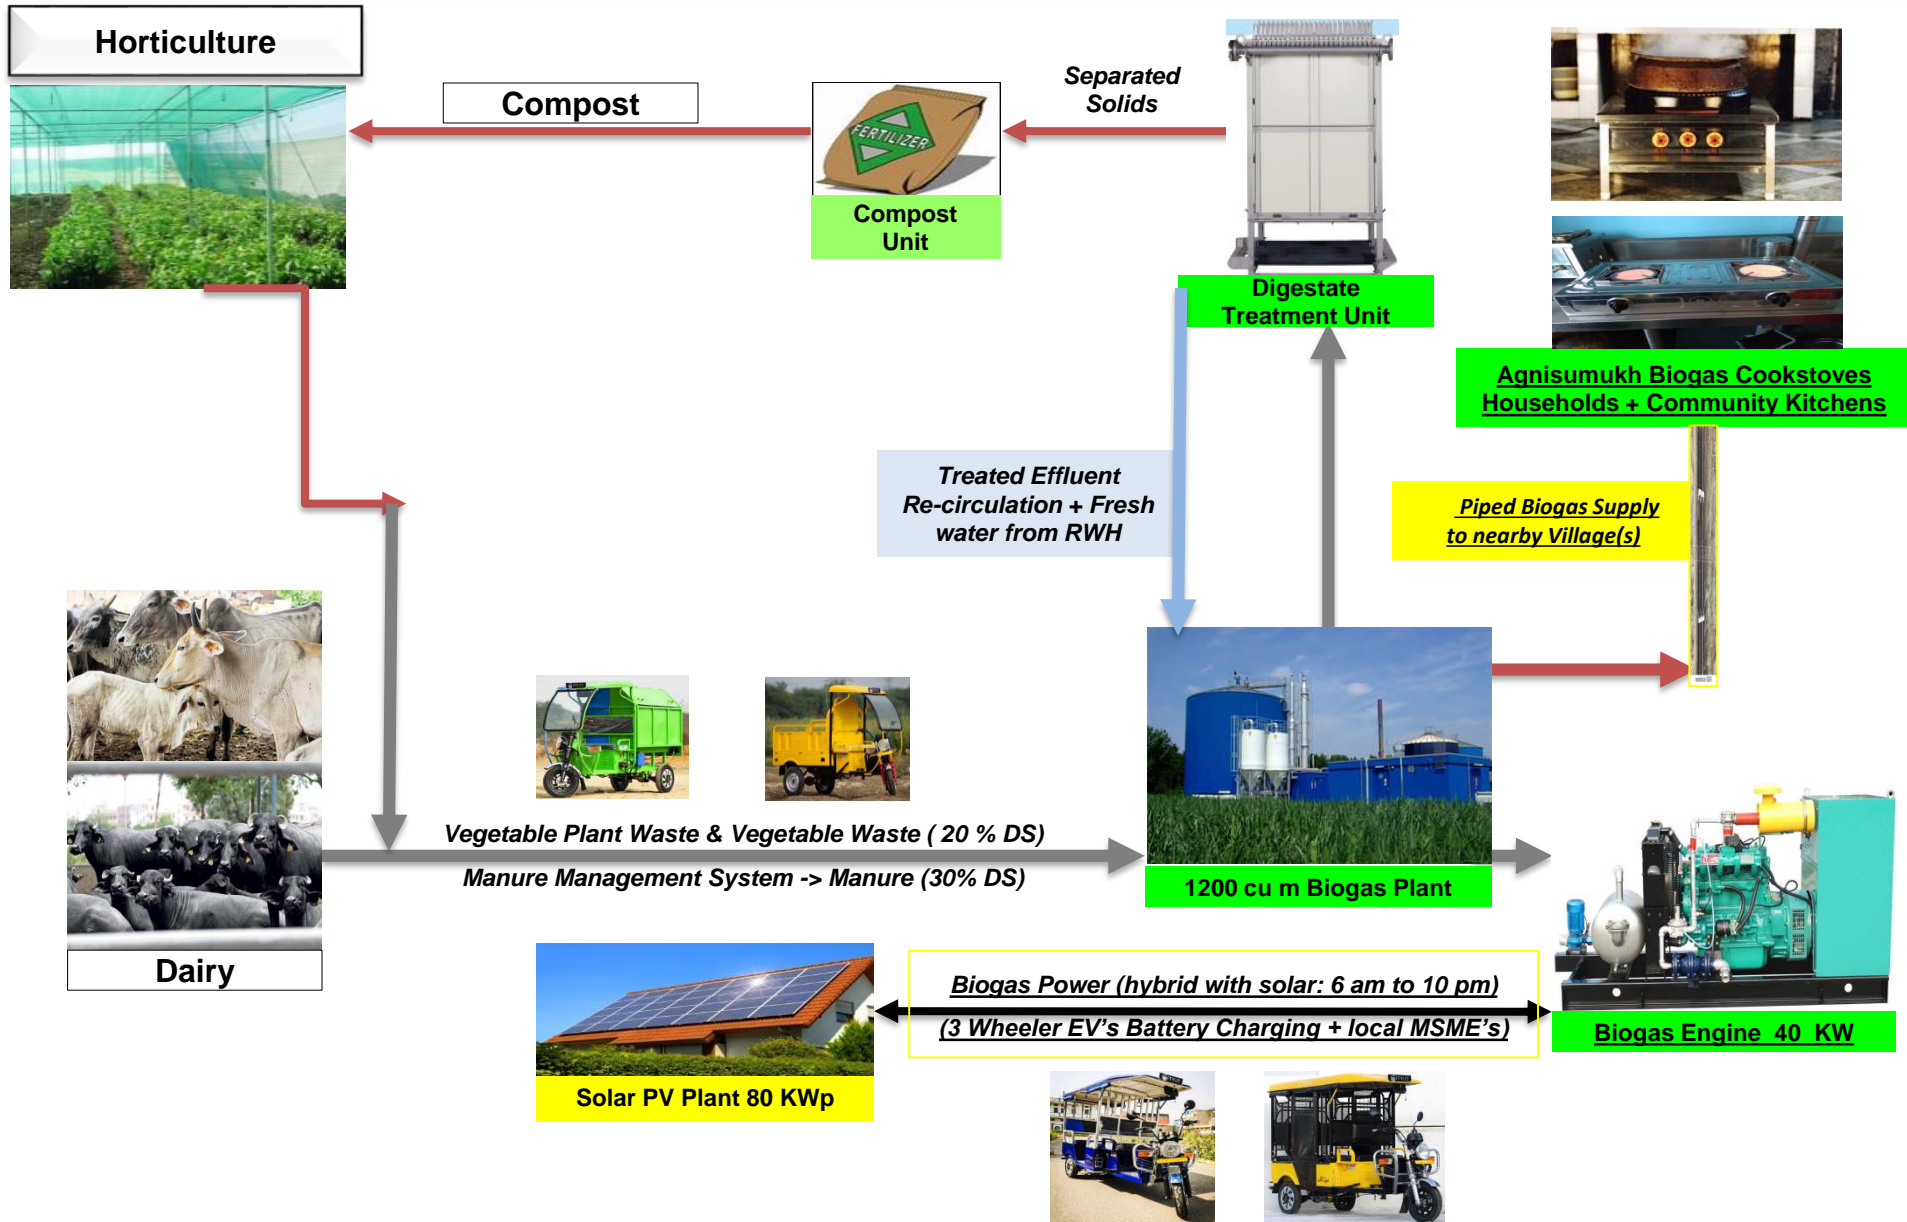 Horticulture
Compost
Separated
Solids
FERTILIZER
Compost
Unit
Digestate
Treatment Unit
Agnisumukh Biogas Cookstoves
Households + Community Kitchens
Treated Effluent
Re-circulation + Fresh
water from RWH
Piped Biogas Supply
to nearby Village(s)
Vegetable Plant Waste & Vegetable Waste ( 20 % DS)
Manure Management System -> Manure (30% DS)
1200 cu m Biogas Plant
Dairy
Biogas Power (hybrid with solar: 6 am to 10 pm)
(3 Wheeler EV's Battery Charging + local MSME's)
Biogas Engine 40 KW
Solar PV Plant 80 KWp